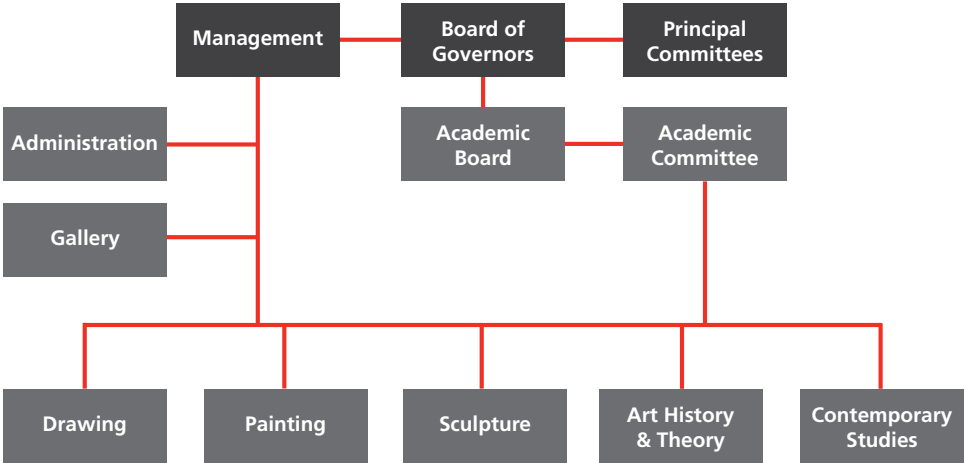 Management
Board of
Governors
Principal
Committees
Administration
Academic
Board
Academic
Committee
Gallery
Drawing
Painting
Sculpture
Art History
& Theory
Contemporary
Studies